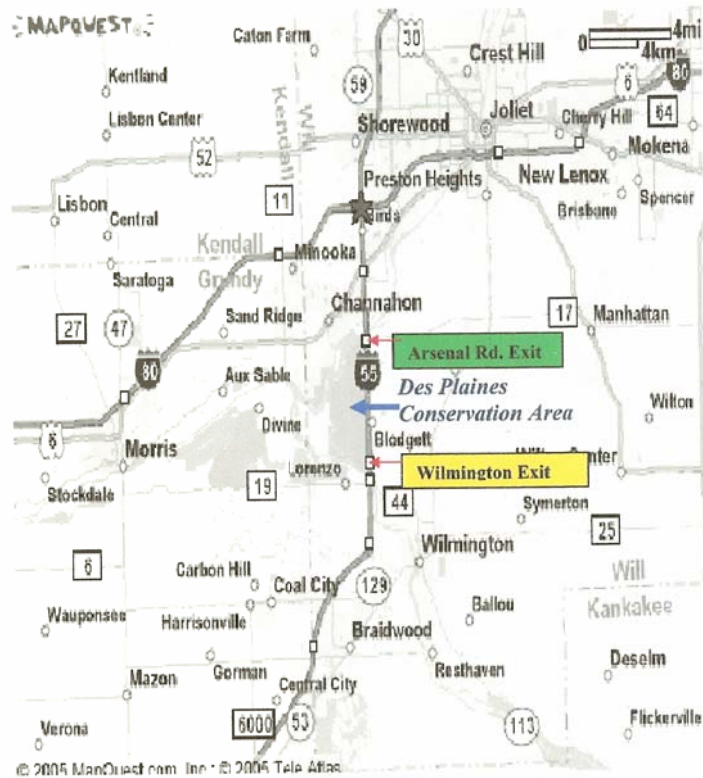 MAPQUEST
Caton Farm
30
0
4mi
4km
Crest Hill
Kentland
59
6
80
Will
Kendall
Joliet
Cherry Hill
64
Lisbon Center
Shorewood
52
Mokena
Preston Heights
New Lenox
Lisbon
11
Birds
Brisbane
Spencer
Central
Kendall
Grundy
Minooka
Saratoga
Channahon
17
Manhattan
27
47
Sand Ridge
Arsenal Rd. Exit
80
55
Aux Sable
Des Plaines
Conservation Area
Wilton
Divine
6
Blodgett
Morris
Lorenzo
Wilmington Exit
Stockdale
19
44
Symerton
25
6
Wilmington
Carbon Hill
Will
Coal City
129
Kankakee
Wauponsee
Harrisonville
Ballou
Braidwood
Gorman
Resthaven
Deselm
Mazon
Central City
6000
53
113
Flickerville
Verona
© 2005 MapQuest.com, Inc.; © 2005 Tele Atlas